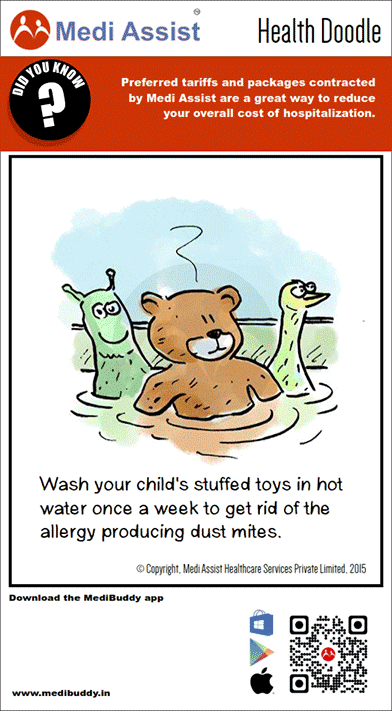 Medi Assist
Health Doodle
DID YOU KNOW
?
Preferred tariffs and packages contracted
by Medi Assist are a great way to reduce
your overall cost of hospitalization.
Wash your child's stuffed toys in hot
water once a week to get rid of the
allergy producing dust mites.
© Copyright, Medi Assist Healthcare Services Private Limited, 2015
Download the MediBuddy app
www.medibuddy.in